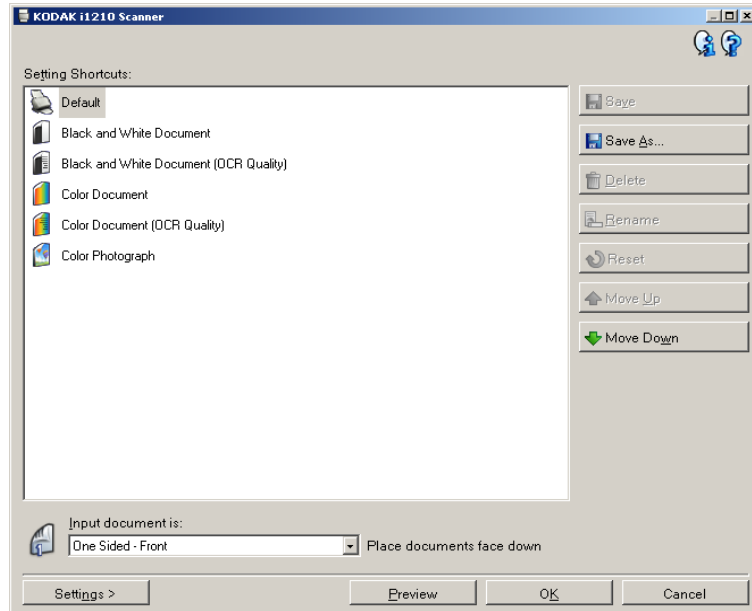 KODAK i1210 Scanner
Setting Shortcuts:
Default
Black and White Document
Black and White Document (OCR Quality)
Color Document
Color Document (OCR Quality)
Color Photograph
Save
Save As...
Delete
Rename
Reset
Move Up
Move Down
Input document is:
One Sided - Front
Place documents face down
Settings >
Preview
OK
Cancel